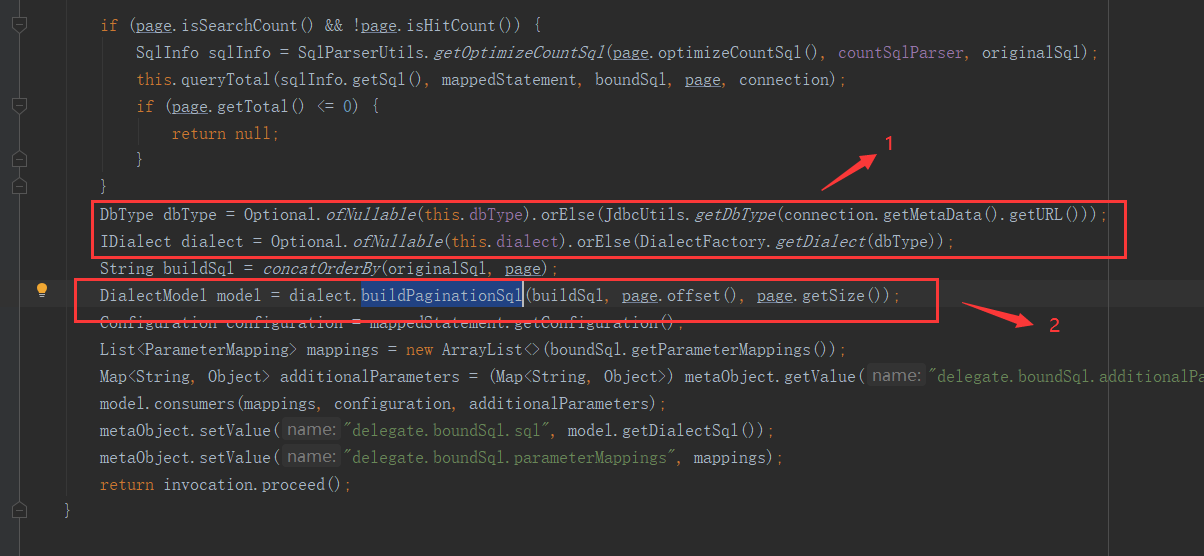 if (page.isSearchCount() && !page.isHitCount()) {
SqlInfo sqlInfo = SqlParserUtils.getOptimizeCountSql(page.optimizeCountSql(), countSqlParser, originalSql);
this.queryTotal(sqlInfo.getSql(), mappedStatement, boundSql, page, connection);
if (page.getTotal() <= 0) {
return null;
}
}
1
DbType dbType = Optional.ofNullable(this.dbType).orElse(JdbcUtils.getDbType(connection.getMetaData().getURL()));
IDialect dialect = Optional.ofNullable(this.dialect).orElse(DialectFactory.getDialect(dbType));
String buildSql = concatOrderBy(originalSql, page);
DialectModel model = dialect.buildPaginationSql(buildSql, page.offset(), page.getSize());
2
Configuration configuration = mappedStatement.getConfiguration();
List<ParameterMapping> mappings = new ArrayList<>(boundSql.getParameterMappings());
Map<String, Object> additionalParameters = (Map<String, Object>) metaObject.getValue( name: "delegate.boundSql.additionalPa
model.consumers(mappings, configuration, additionalParameters);
metaObject.setValue( name: "delegate.boundSql.sql", model.getDialectSql());
metaObject.setValue( name: "delegate.boundSql.parameterMappings", mappings);
return invocation.proceed();
}